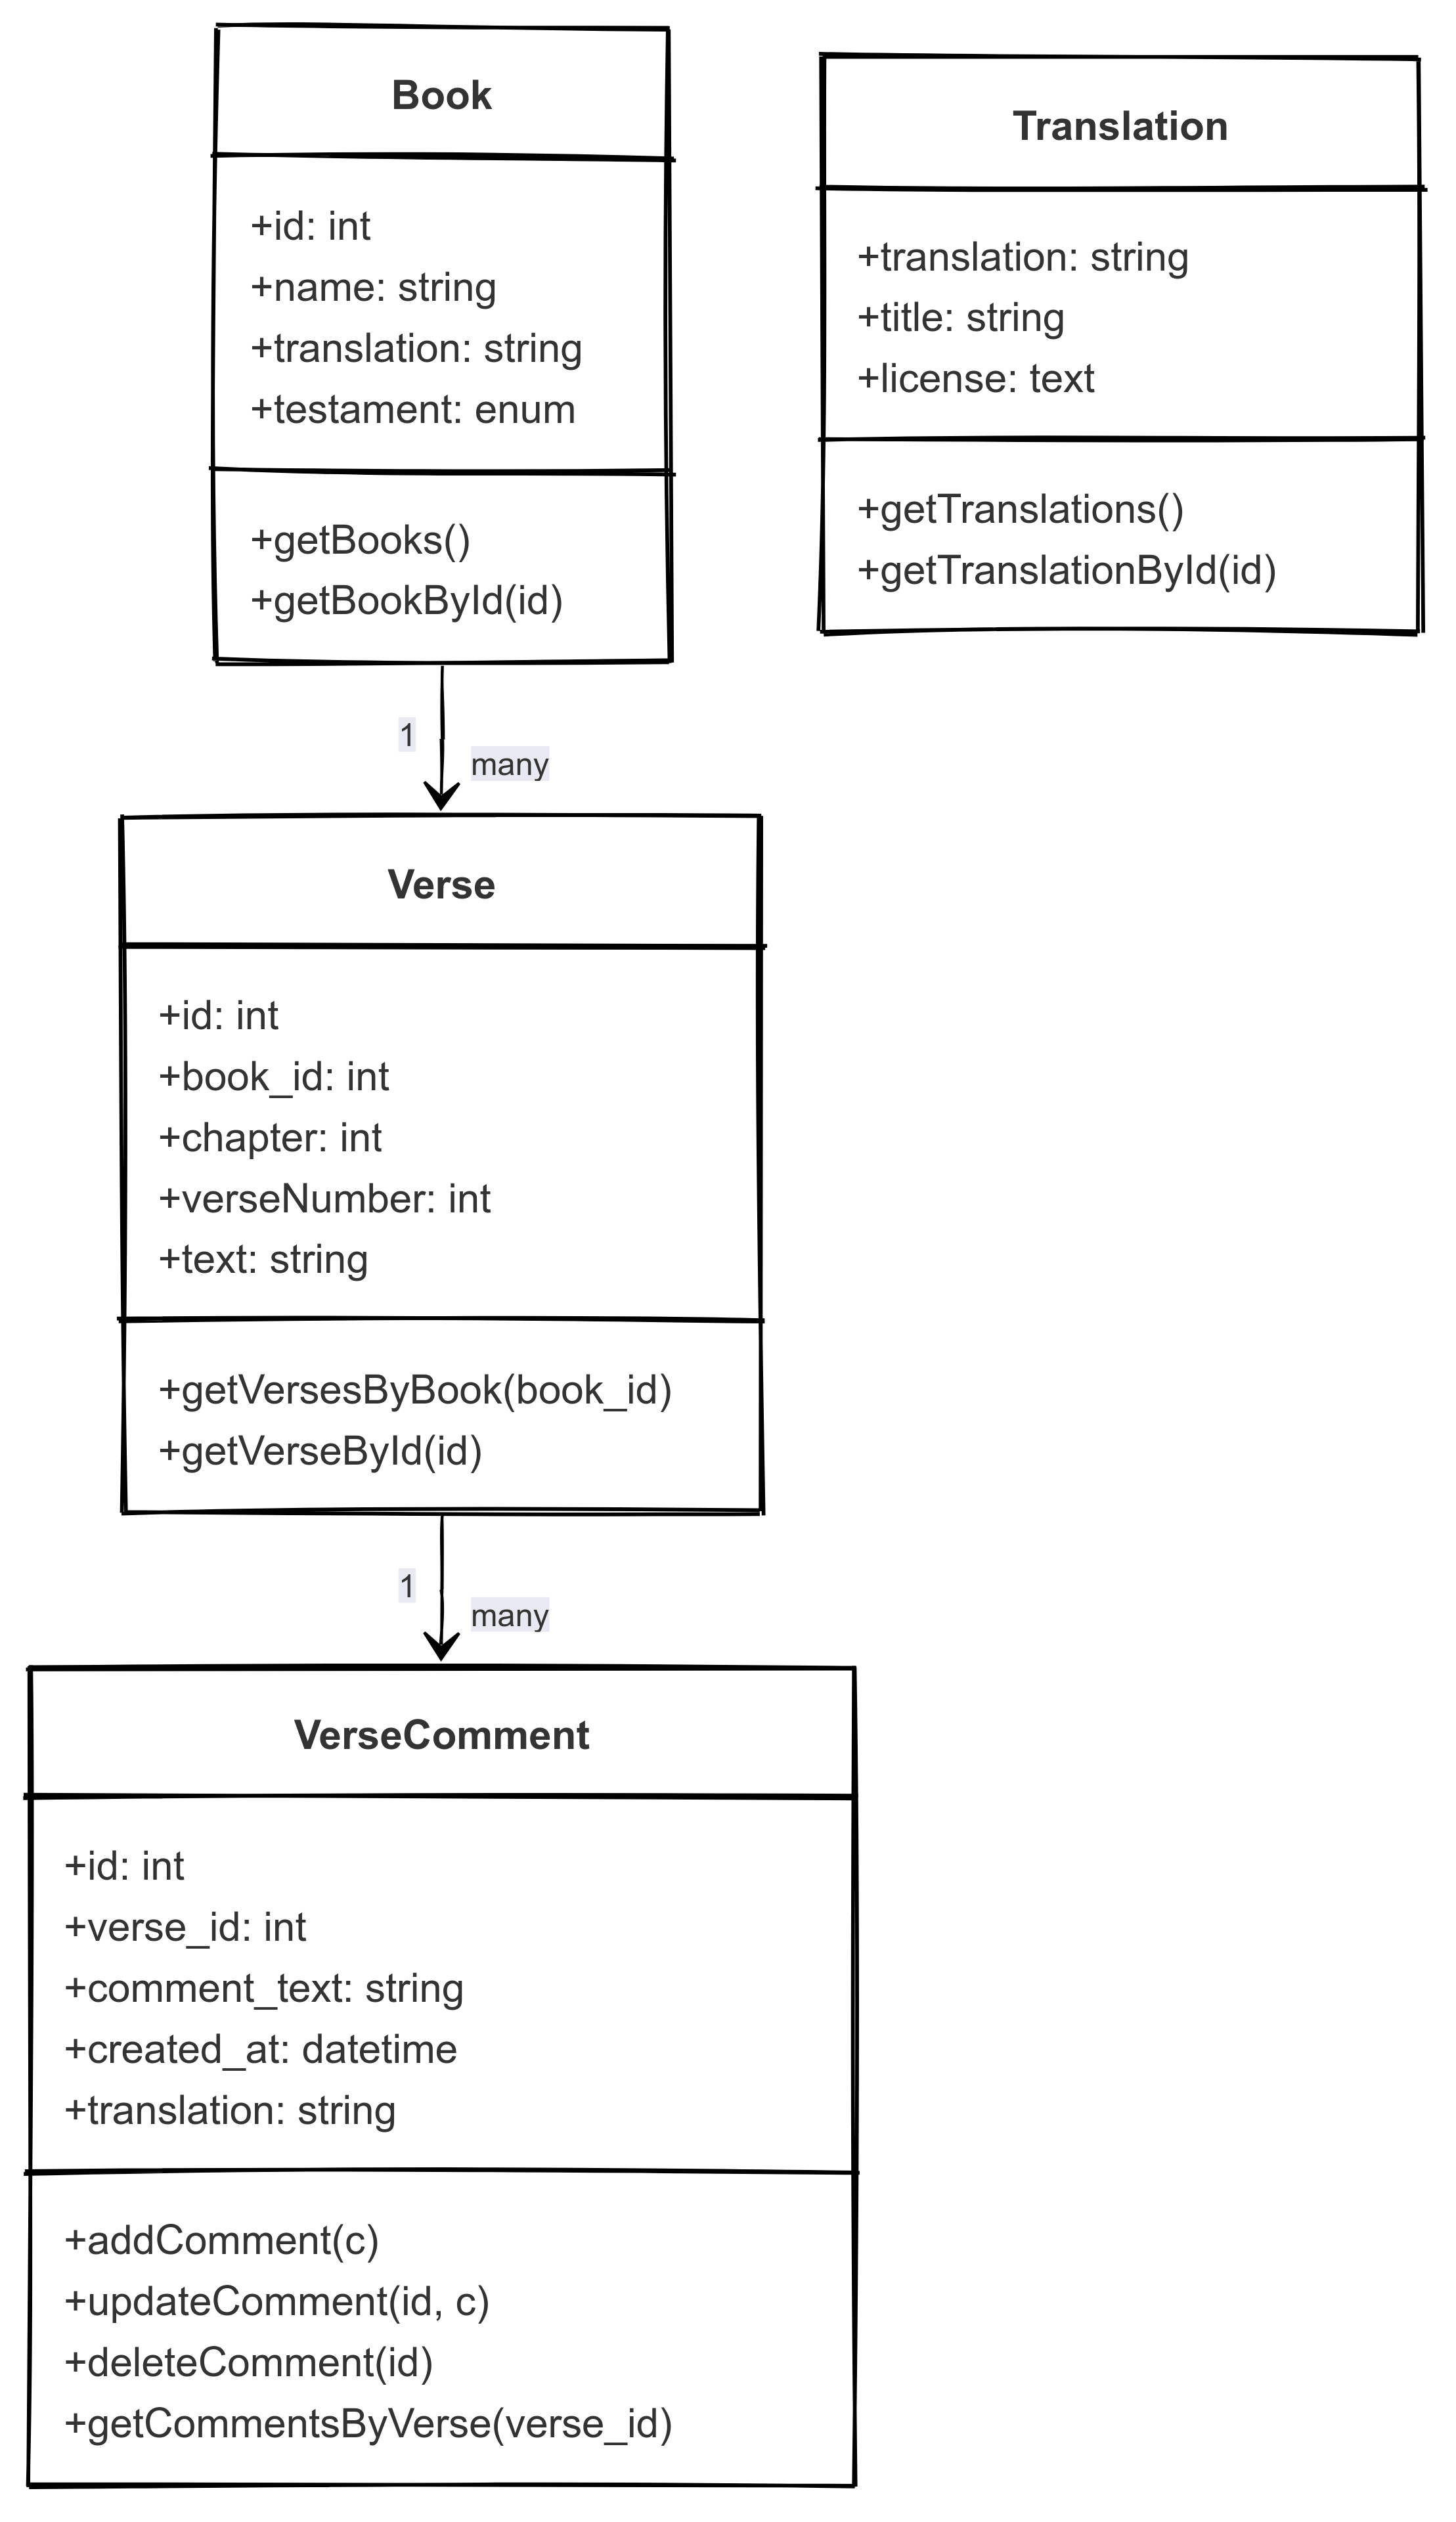 Book
+id: int
+name: string
+translation: string
+testament: enum
+getBooks()
+getBookById(id)
Translation
+translation: string
+title: string
+license: text
+getTranslations()
+getTranslationById(id)
1
many
Verse
+id: int
+book_id: int
+chapter: int
+verseNumber: int
+text: string
+getVersesByBook(book_id)
+getVerseById(id)
1
many
VerseComment
+id: int
+verse_id: int
+comment_text: string
+created_at: datetime
+translation: string
+addComment(c)
+updateComment(id, c)
+deleteComment(id)
+getCommentsByVerse(verse_id)